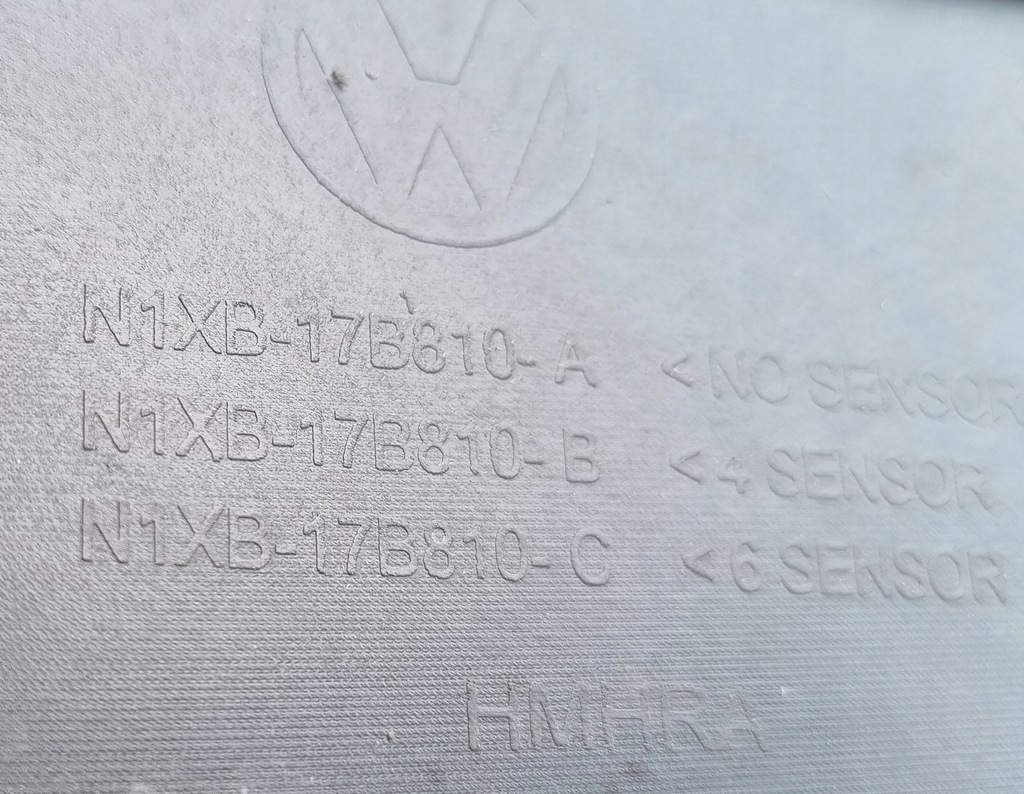 N1XB-17B810-A <NO SENSOR
N1XB-17B810-B <4 SENSOR
N1XB-17B810-C <6 SENSOR
HMHRA